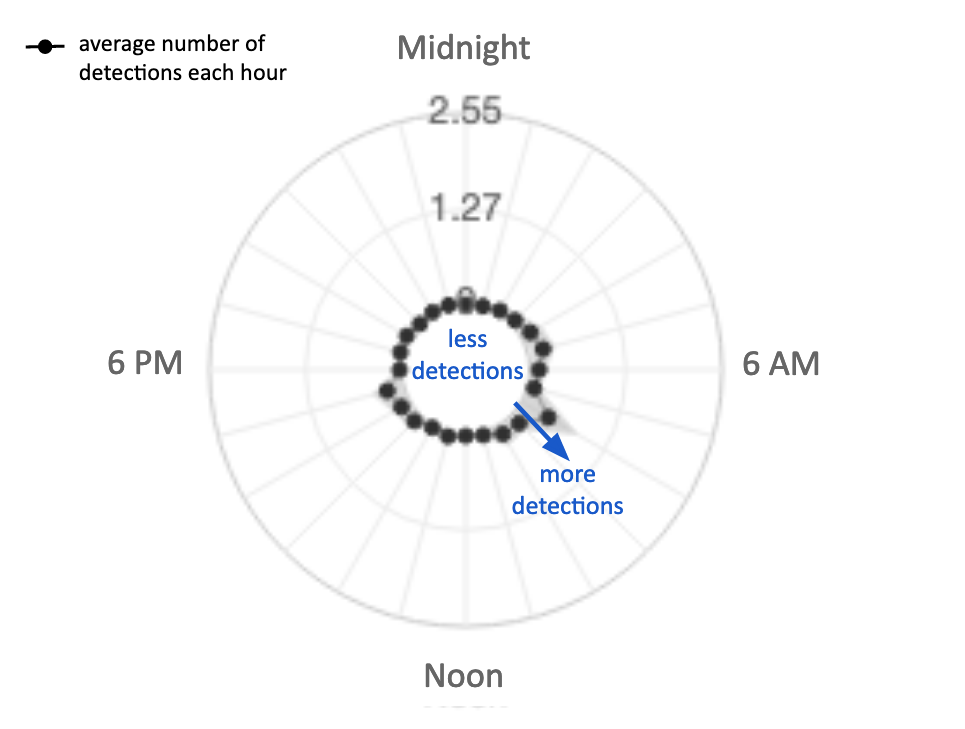 average number of
detections each hour
Midnight
2.55
1.27
0
less
detections
6 PM
6 AM
more
detections
Noon